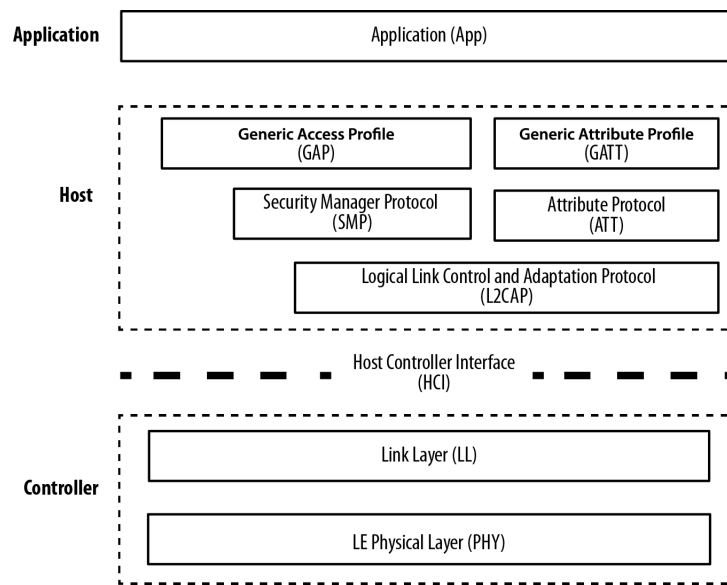 Application
Application (App)
Host
Generic Access Profile
(GAP)
Generic Attribute Profile
(GATT)
Security Manager Protocol
(SMP)
Attribute Protocol
(ATT)
Logical Link Control and Adaptation Protocol
(L2CAP)
Host Controller Interface
(HCI)
Controller
Link Layer (LL)
LE Physical Layer (PHY)